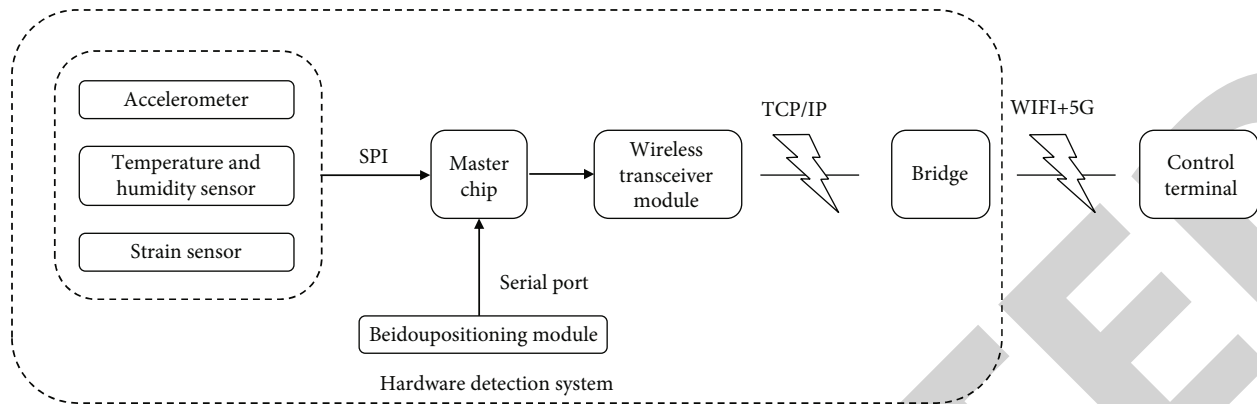 Accelerometer
Temperature and
humidity sensor
Strain sensor
SPI
Master
chip
Serial port
Beidoupositioning module
Wireless
transceiver
module
TCP/IP
Bridge
WIFI+5G
Control
terminal
Hardware detection system